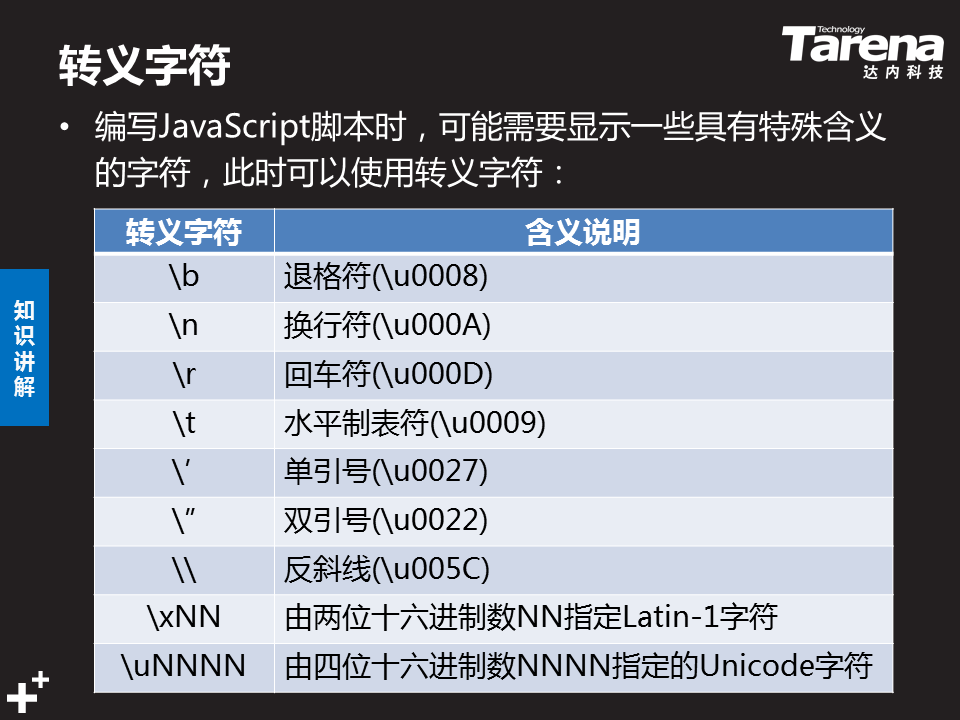 转义字符
Technology
Tarena
达内科技
• 编写JavaScript脚本时，可能需要显示一些具有特殊含义
的字符，此时可以使用转义字符：
知识讲解
转义字符 含义说明
\b 退格符(\u0008)
\n 换行符(\u000A)
\r 回车符(\u000D)
\t 水平制表符(\u0009)
\’ 单引号(\u0027)
\” 双引号(\u0022)
\\ 反斜线(\u005C)
\xNN 由两位十六进制数NN指定Latin-1字符
\uNNNN 由四位十六进制数NNNN指定的Unicode字符